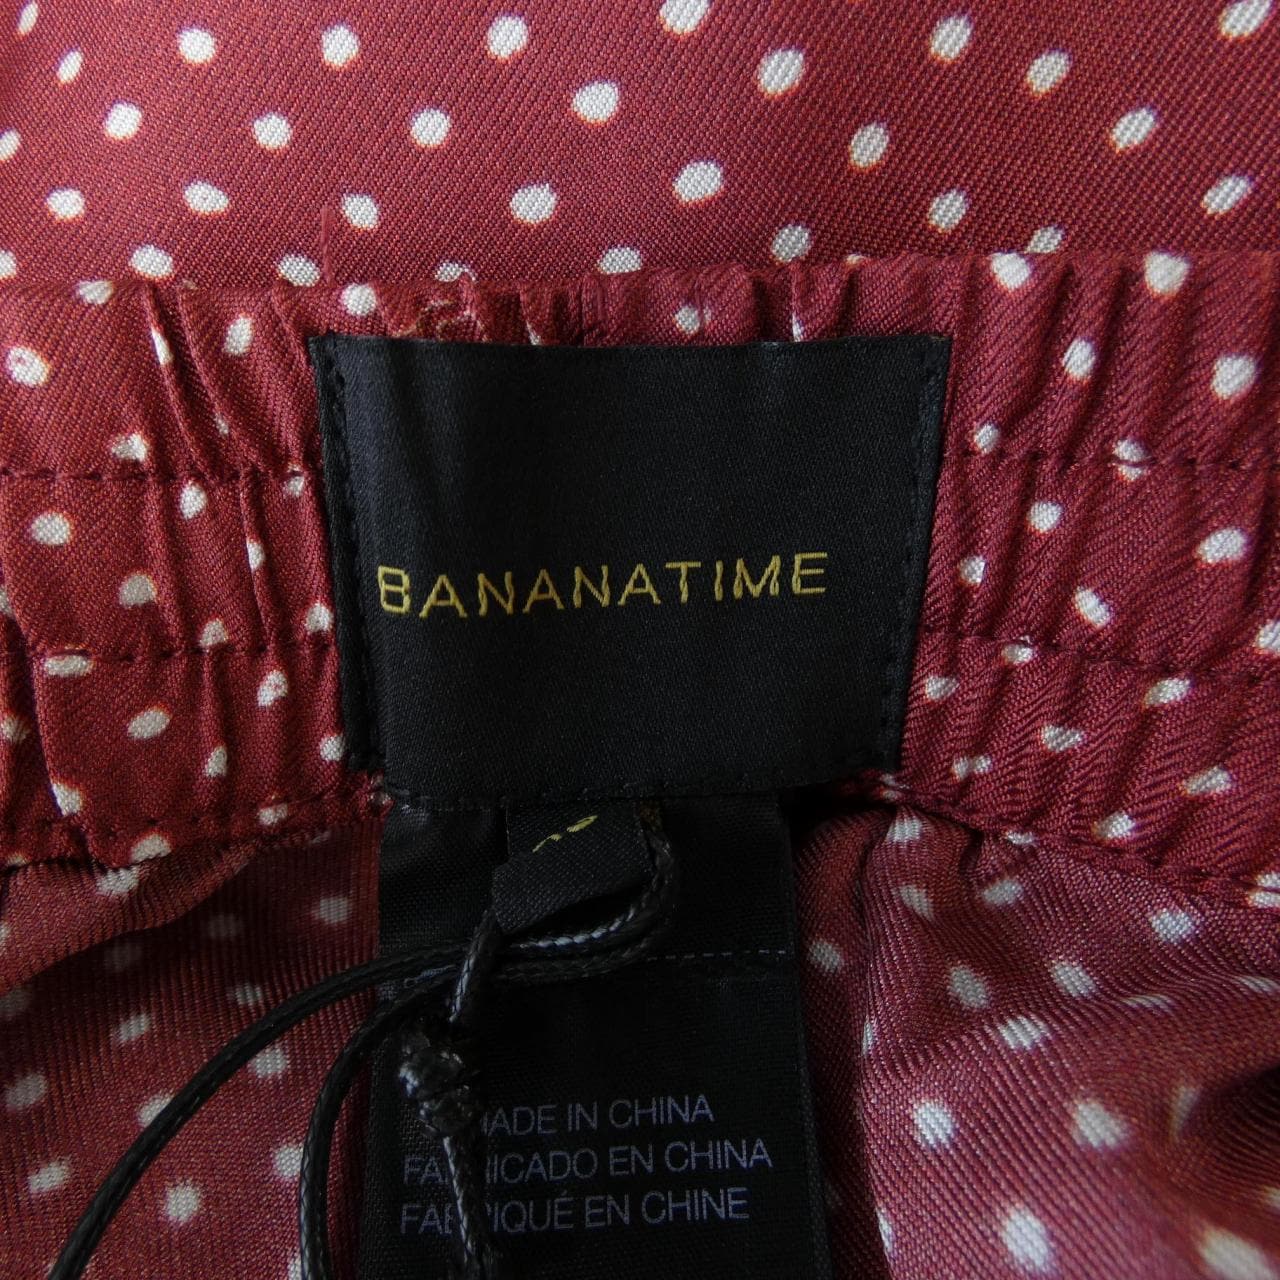 BANANATIME
MADE IN CHINA
FABRICADO EN CHINA
FABRIQUÉ EN CHINE